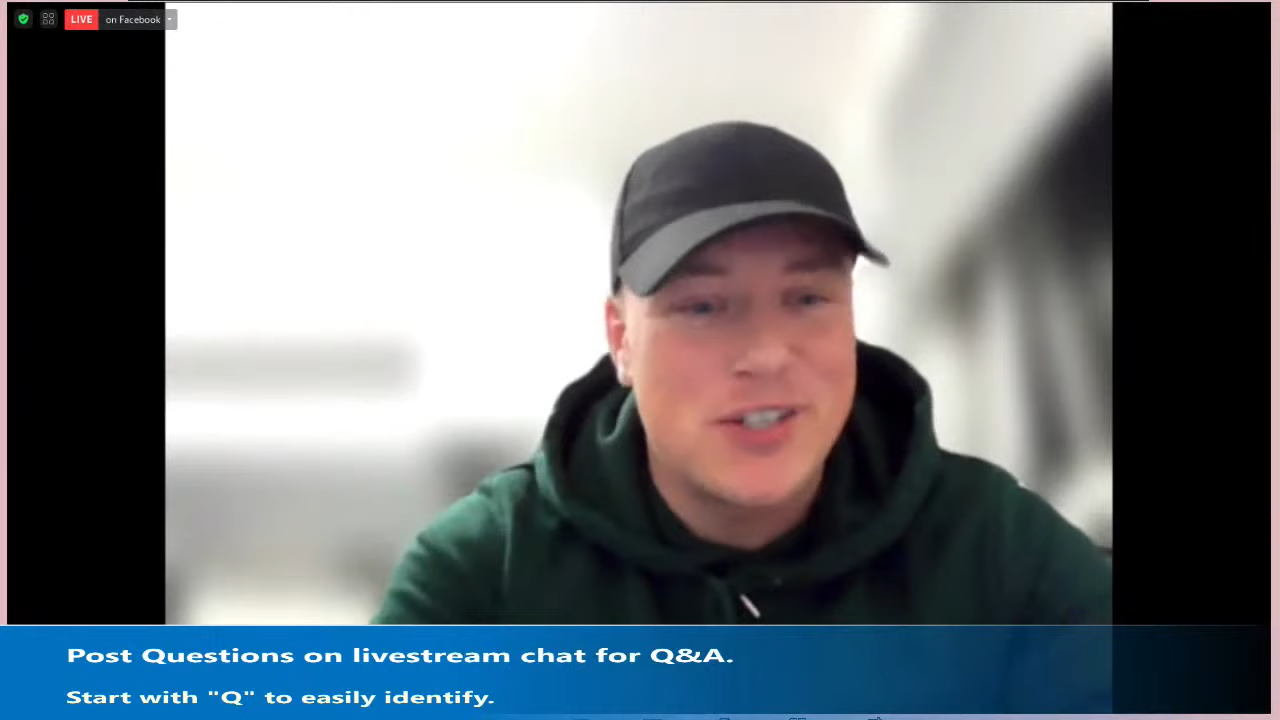 LIVE on Facebook
Post Questions on livestream chat for Q&A.
Start with "Q" to easily identify.